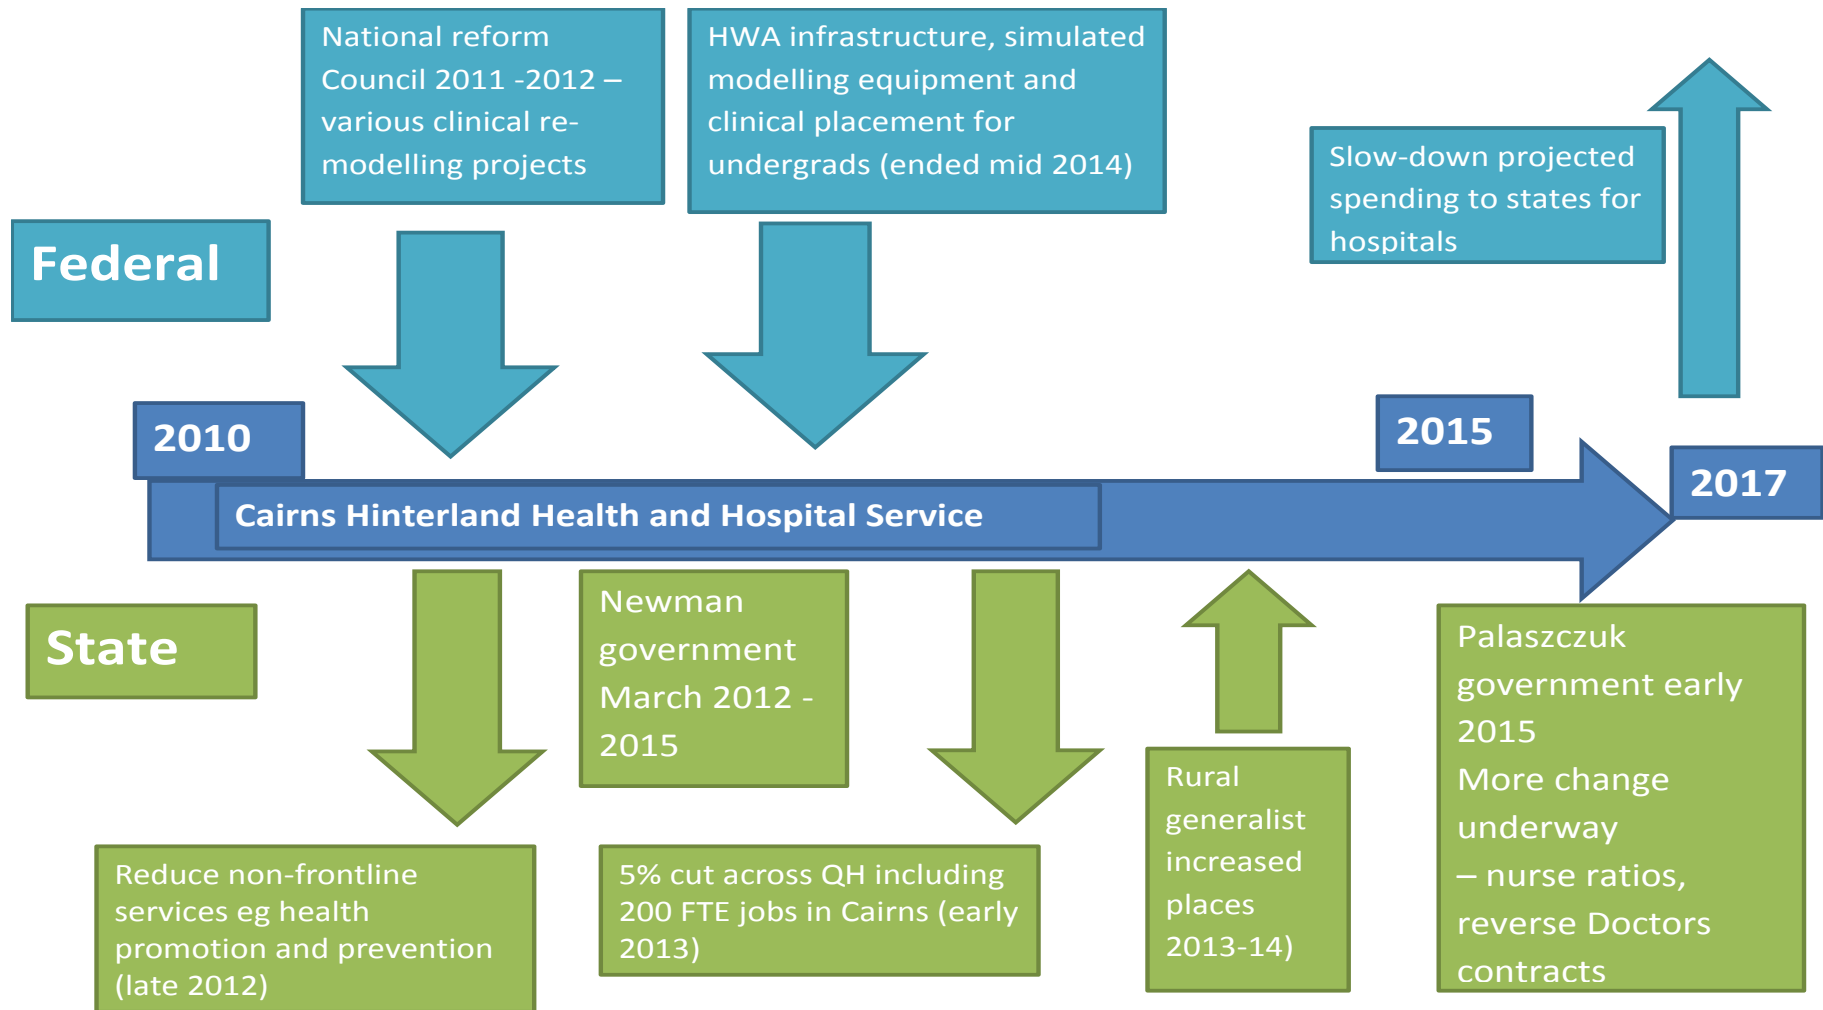 National reform
Council 2011 -2012 –
various clinical re-
modelling projects
HWA infrastructure, simulated
modelling equipment and
clinical placement for
undergrads (ended mid 2014)
Slow-down projected
spending to states for
hospitals
Federal
2010
2015
2017
Cairns Hinterland Health and Hospital Service
State
Newman
government
March 2012 -
2015
Rural
generalist
increased
places
2013-14)
Palaszczuk
government early
2015
More change
underway
– nurse ratios,
reverse Doctors
contracts
Reduce non-frontline
services eg health
promotion and prevention
(late 2012)
5% cut across QH including
200 FTE jobs in Cairns (early
2013)